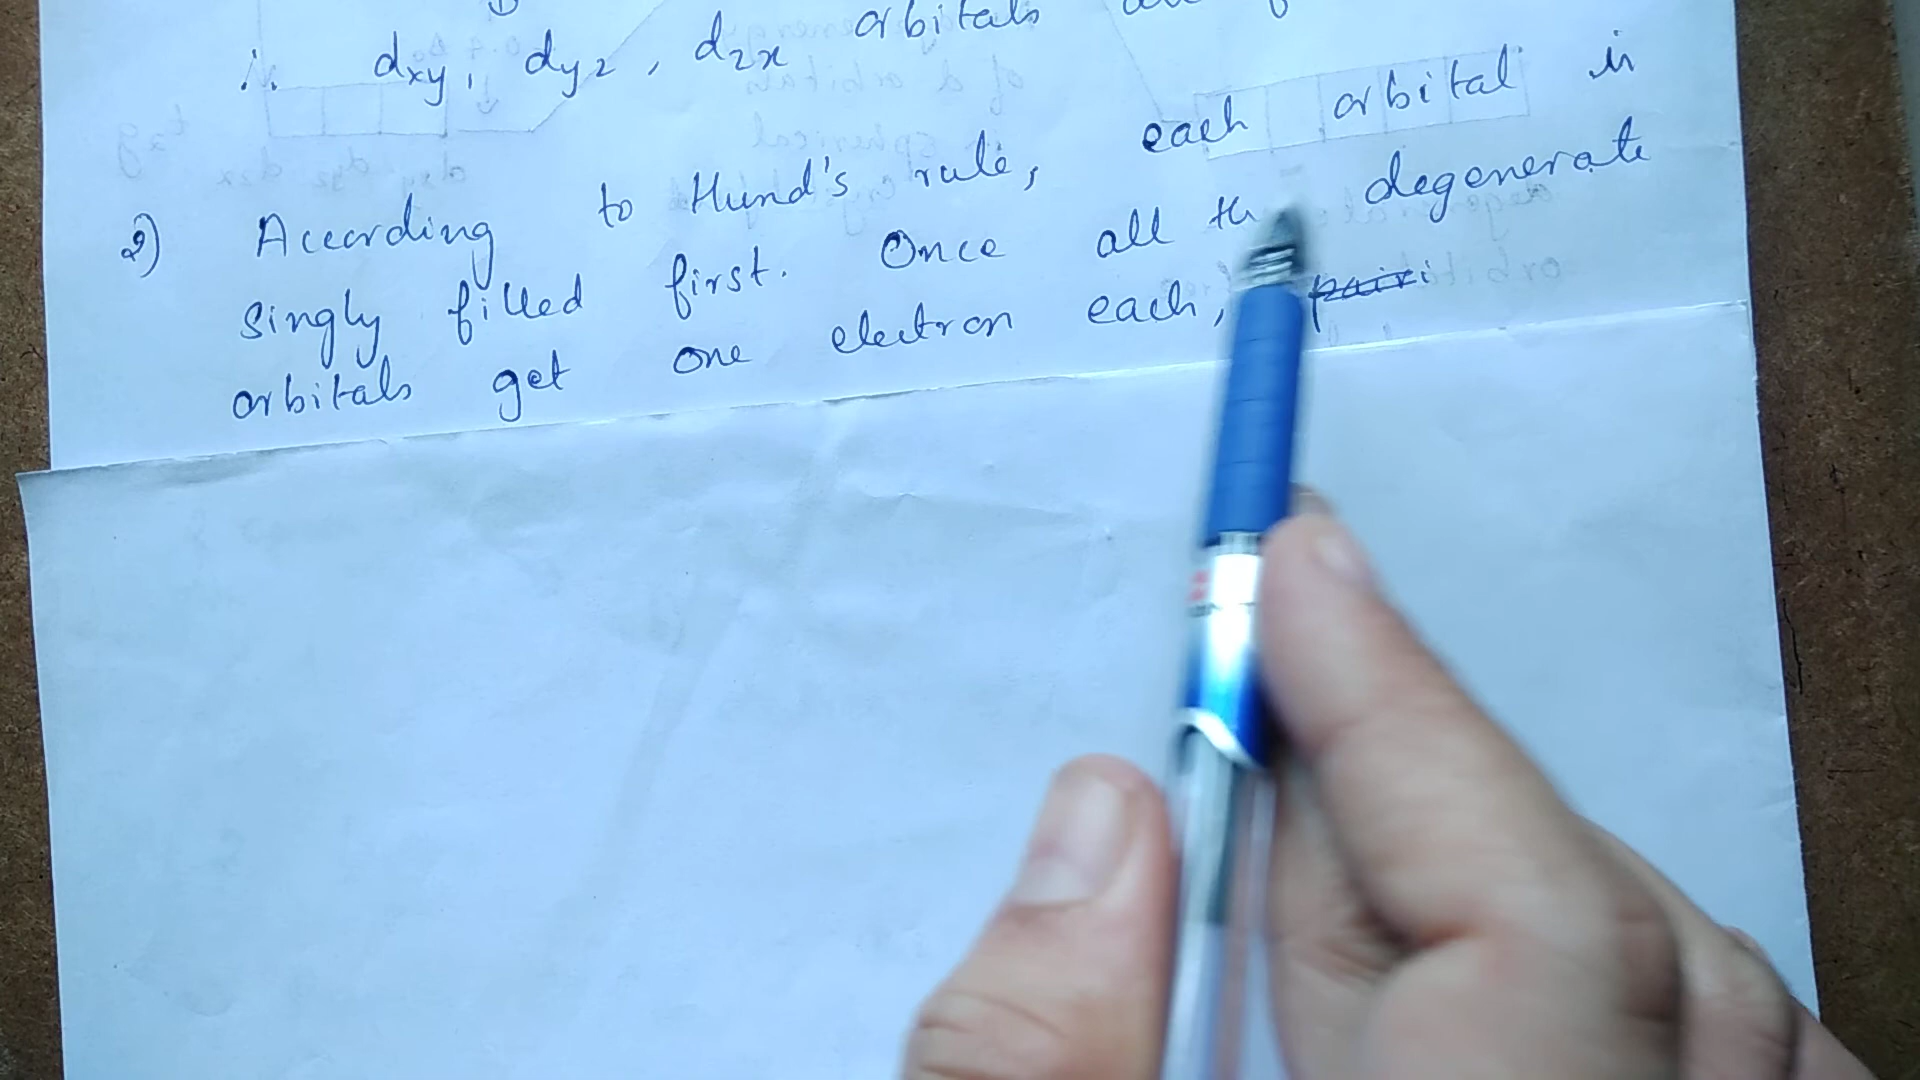 ∴ dxy, dyz, dzx orbitals
2) According to Hund's rule, each orbital is
singly filled first. Once all degenerate
orbitals get one electron each,